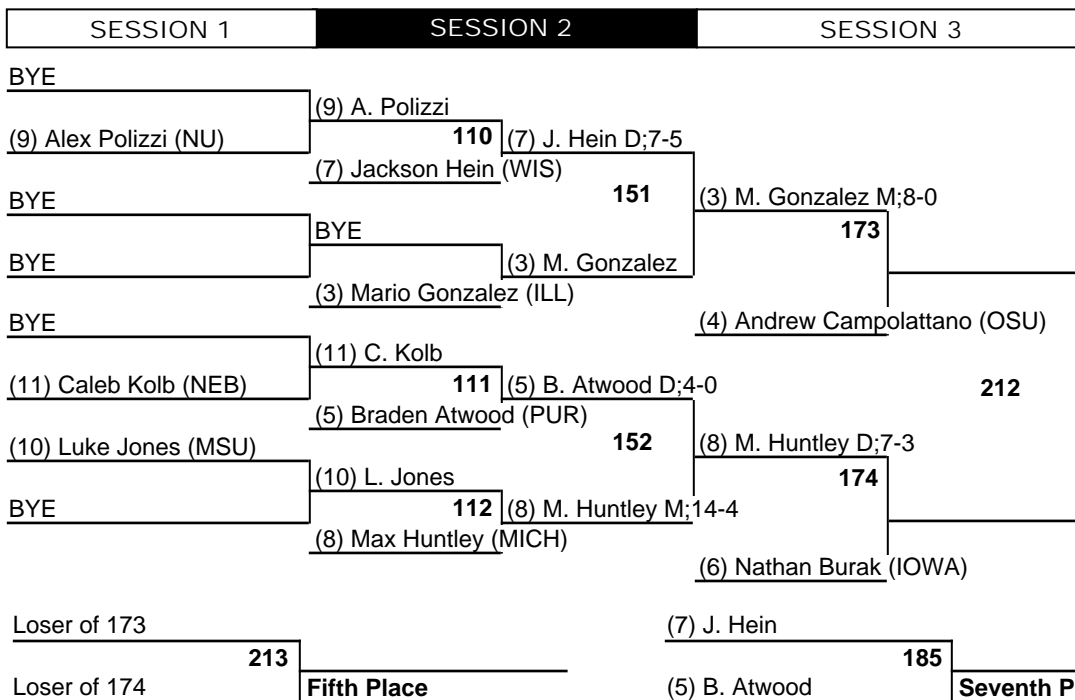 SESSION 1 SESSION 2 SESSION 3
BYE
(9) A. Polizzi
(9) Alex Polizzi (NU) 110 (7) J. Hein D;7-5
(7) Jackson Hein (WIS)
BYE 151 (3) M. Gonzalez M;8-0
BYE 173
BYE (3) M. Gonzalez
(3) Mario Gonzalez (ILL)
BYE (4) Andrew Campolattano (OSU)
(11) C. Kolb
(11) Caleb Kolb (NEB) 111 (5) B. Atwood D;4-0 212
(5) Braden Atwood (PUR)
(10) Luke Jones (MSU) 152 (8) M. Huntley D;7-3
(10) L. Jones 174
BYE 112 (8) M. Huntley M;14-4
(8) Max Huntley (MICH)
(6) Nathan Burak (IOWA)
Loser of 173 (7) J. Hein
213 185
Loser of 174 Fifth Place (5) B. Atwood Seventh P